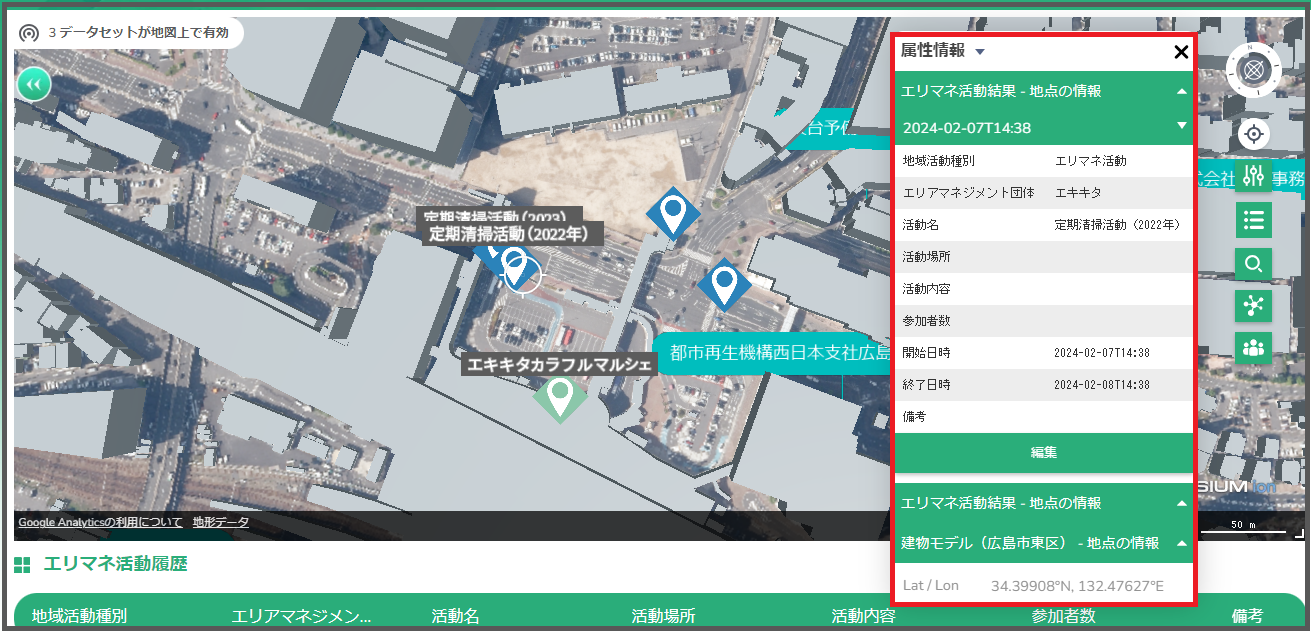 3 データセットが地図上で有効
属性情報
エリマネ活動結果 - 地点の情報
2024-02-07T14:38
地域活動種別 エリマネ活動
エリアマネジメント団体 エキキタ
活動名 定期清掃活動（2022年）
活動場所
活動内容
参加者数
開始日時 2024-02-07T14:38
終了日時 2024-02-08T14:38
備考
編集
エリマネ活動結果 - 地点の情報
建物モデル（広島市東区） - 地点の情報
Lat / Lon 34.39908°N, 132.47627°E
定期清掃活動（2023）
定期清掃活動（2022年）
エキキタカラフルマルシェ
都市再生機構西日本支社広島
台予
式会社
事務
SIUM ion
50 m
Google Analyticsの利用について 地形データ
エリマネ活動履歴
地域活動種別 エリアマネジメン... 活動名 活動場所 活動内容 参加者数 備考